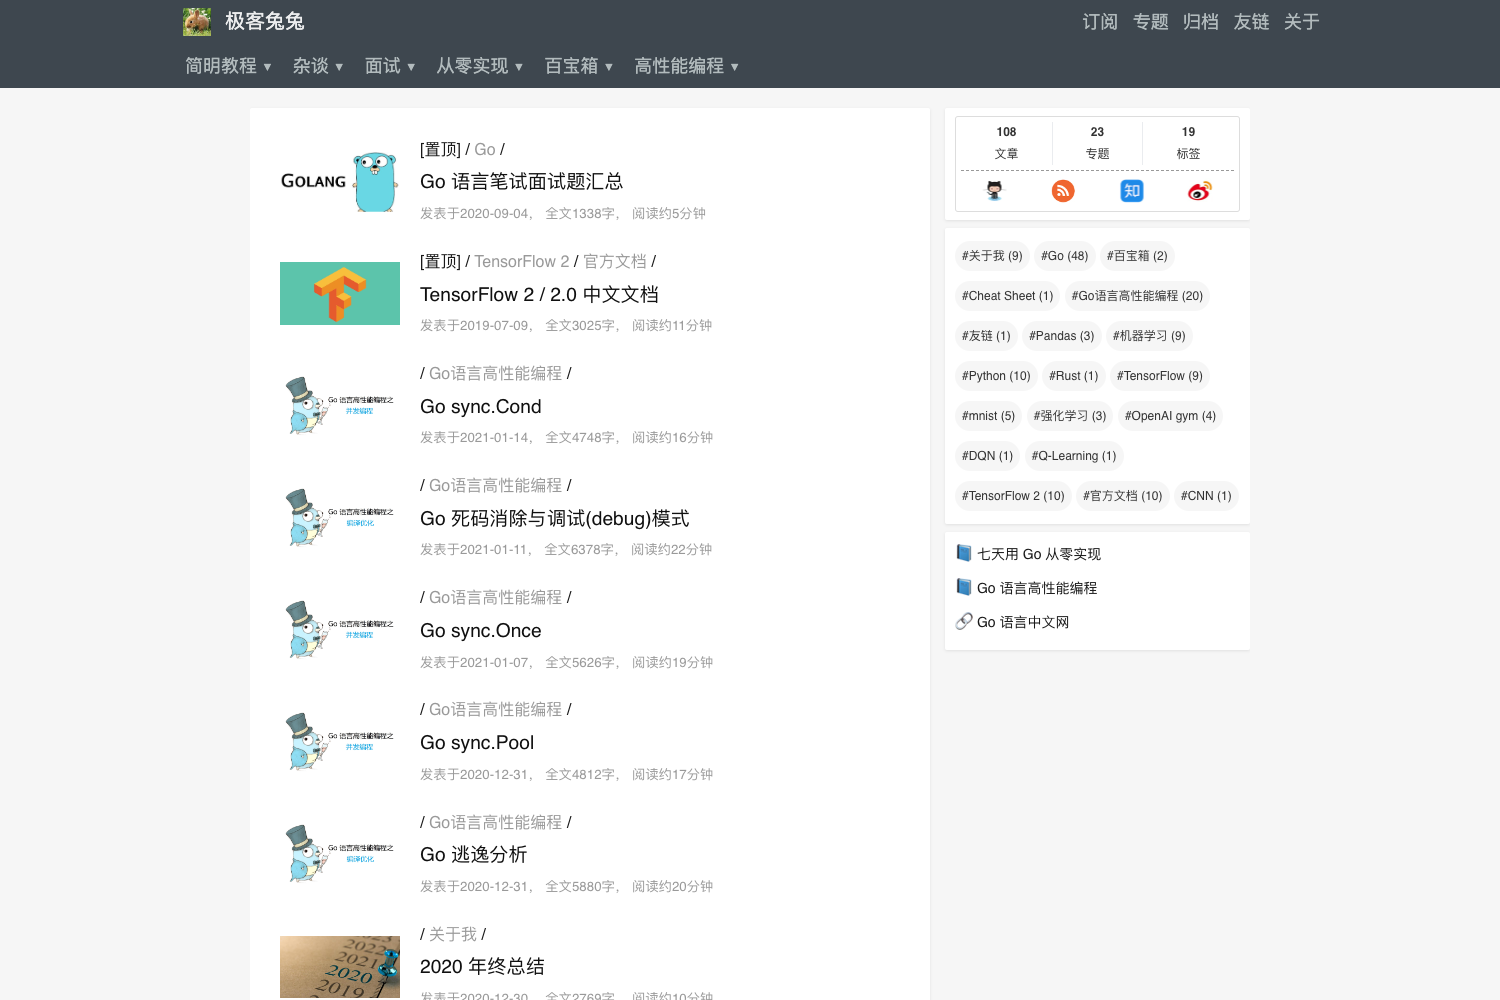 极客兔兔
订阅 专题 归档 友链 关于
简明教程 ▼ 杂谈 ▼ 面试 ▼ 从零实现 ▼ 百宝箱 ▼ 高性能编程 ▼
GOLANG
[置顶] / Go /
Go 语言笔试面试题汇总
发表于2020-09-04, 全文1338字, 阅读约5分钟
[置顶] / TensorFlow 2 / 官方文档 /
TensorFlow 2 / 2.0 中文文档
发表于2019-07-09, 全文3025字, 阅读约11分钟
Go 语言高性能编程之
并发编程
/ Go语言高性能编程 /
Go sync.Cond
发表于2021-01-14, 全文4748字, 阅读约16分钟
Go 语言高性能编程之
编译优化
/ Go语言高性能编程 /
Go 死码消除与调试(debug)模式
发表于2021-01-11, 全文6378字, 阅读约22分钟
Go 语言高性能编程之
并发编程
/ Go语言高性能编程 /
Go sync.Once
发表于2021-01-07, 全文5626字, 阅读约19分钟
Go 语言高性能编程之
并发编程
/ Go语言高性能编程 /
Go sync.Pool
发表于2020-12-31, 全文4812字, 阅读约17分钟
Go 语言高性能编程之
编译优化
/ Go语言高性能编程 /
Go 逃逸分析
发表于2020-12-31, 全文5880字, 阅读约20分钟
2022
2021
2020
2019
/ 关于我 /
2020 年终总结
发表于2020-12-30, 全文2769字, 阅读约10分钟
108 23 19
文章 专题 标签
知
#关于我 (9) #Go (48) #百宝箱 (2)
#Cheat Sheet (1) #Go语言高性能编程 (20)
#友链 (1) #Pandas (3) #机器学习 (9)
#Python (10) #Rust (1) #TensorFlow (9)
#mnist (5) #强化学习 (3) #OpenAI gym (4)
#DQN (1) #Q-Learning (1)
#TensorFlow 2 (10) #官方文档 (10) #CNN (1)
七天用 Go 从零实现
Go 语言高性能编程
Go 语言中文网